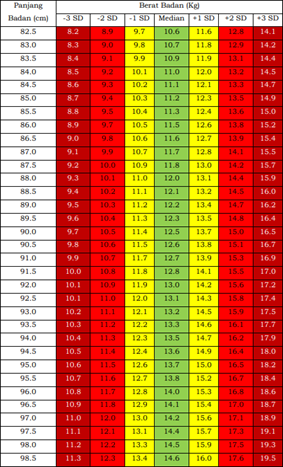 Panjang Berat Badan (Kg)
Badan (cm) -3 SD -2 SD -1 SD Median +1 SD +2 SD +3 SD
82.5 8.2 8.9 9.7 10.6 11.6 12.8 14.1
83.0 8.3 9.0 9.8 10.7 11.8 12.9 14.2
83.5 8.4 9.1 9.9 10.9 11.9 13.1 14.4
84.0 8.5 9.2 10.1 11.0 12.0 13.2 14.5
84.5 8.6 9.3 10.2 11.1 12.1 13.3 14.7
85.0 8.7 9.4 10.3 11.2 12.3 13.5 14.9
85.5 8.8 9.5 10.4 11.3 12.4 13.6 15.0
86.0 8.9 9.7 10.5 11.5 12.6 13.8 15.2
86.5 9.0 9.8 10.6 11.6 12.7 13.9 15.4
87.0 9.1 9.9 10.7 11.7 12.8 14.1 15.5
87.5 9.2 10.0 10.9 11.8 13.0 14.2 15.7
88.0 9.3 10.1 11.0 12.0 13.1 14.4 15.9
88.5 9.4 10.2 11.1 12.1 13.2 14.5 16.0
89.0 9.5 10.3 11.2 12.2 13.4 14.7 16.2
89.5 9.6 10.4 11.3 12.3 13.5 14.8 16.4
90.0 9.7 10.5 11.4 12.5 13.7 15.0 16.5
90.5 9.8 10.6 11.5 12.6 13.8 15.1 16.7
91.0 9.9 10.7 11.7 12.7 13.9 15.3 16.9
91.5 10.0 10.8 11.8 12.8 14.1 15.5 17.0
92.0 10.1 10.9 11.9 13.0 14.2 15.6 17.2
92.5 10.1 11.0 12.0 13.1 14.3 15.8 17.4
93.0 10.2 11.1 12.1 13.2 14.5 15.9 17.5
93.5 10.3 11.2 12.2 13.3 14.6 16.1 17.7
94.0 10.4 11.3 12.3 13.5 14.7 16.2 17.9
94.5 10.5 11.4 12.4 13.6 14.9 16.4 18.0
95.0 10.6 11.5 12.6 13.7 15.0 16.5 18.2
95.5 10.7 11.6 12.7 13.8 15.2 16.7 18.4
96.0 10.8 11.7 12.8 14.0 15.3 16.8 18.6
96.5 10.9 11.8 12.9 14.1 15.4 17.0 18.7
97.0 11.0 12.0 13.0 14.2 15.6 17.1 18.9
97.5 11.1 12.1 13.1 14.4 15.7 17.3 19.1
98.0 11.2 12.2 13.3 14.5 15.9 17.5 19.3
98.5 11.3 12.3 13.4 14.6 16.0 17.6 19.5